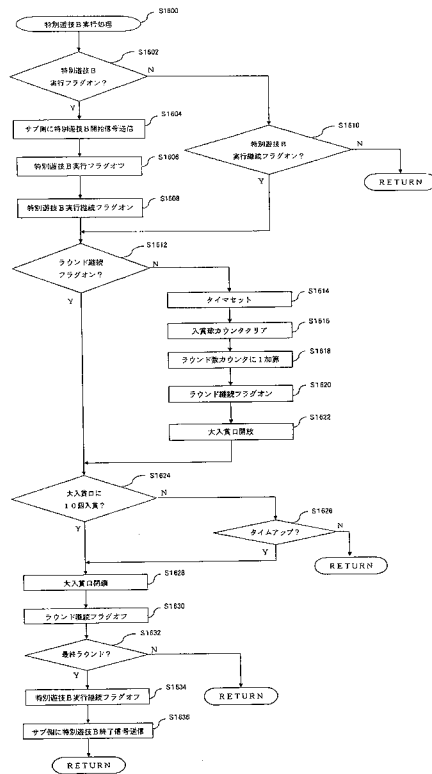 特別遊技B実行処理
S1600
特別遊技B
実行フラグオン?
S1602
N
Y
サブ側に特別遊技B開始信号送信
S1604
特別遊技B実行フラグオフ
S1606
特別遊技B実行継続フラグオン
S1608
特別遊技B
実行継続フラグオン?
S1610
N
Y
RETURN
ラウンド継続
フラグオン?
S1612
N
Y
タイマセット
S1614
入賞球カウンタクリア
S1616
ラウンド数カウンタに1加算
S1618
ラウンド継続フラグオン
S1620
大入賞口開放
S1622
大入賞口に
10個入賞?
S1624
N
Y
タイムアップ?
S1626
N
Y
RETURN
大入賞口閉鎖
S1628
ラウンド継続フラグオフ
S1630
最終ラウンド?
S1632
N
Y
RETURN
特別遊技B実行継続フラグオフ
S1634
サブ側に特別遊技B終了信号送信
S1636
RETURN